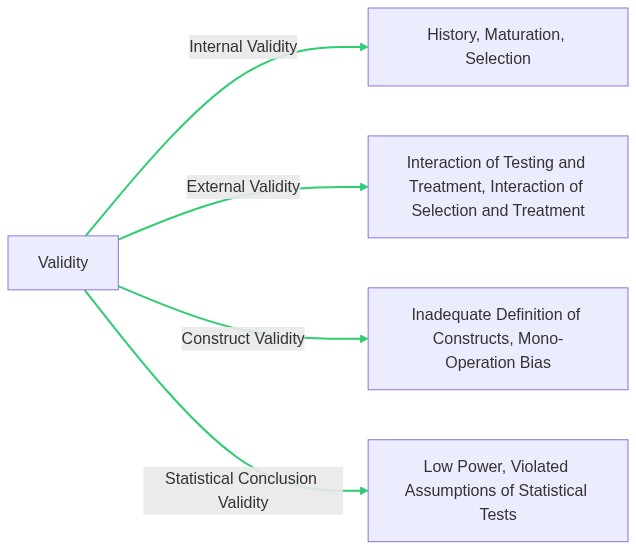 Internal Validity
History, Maturation,
Selection
External Validity
Interaction of Testing and
Treatment, Interaction of
Selection and Treatment
Validity
Construct Validity
Inadequate Definition of
Constructs, Mono-
Operation Bias
Statistical Conclusion
Validity
Low Power, Violated
Assumptions of Statistical
Tests